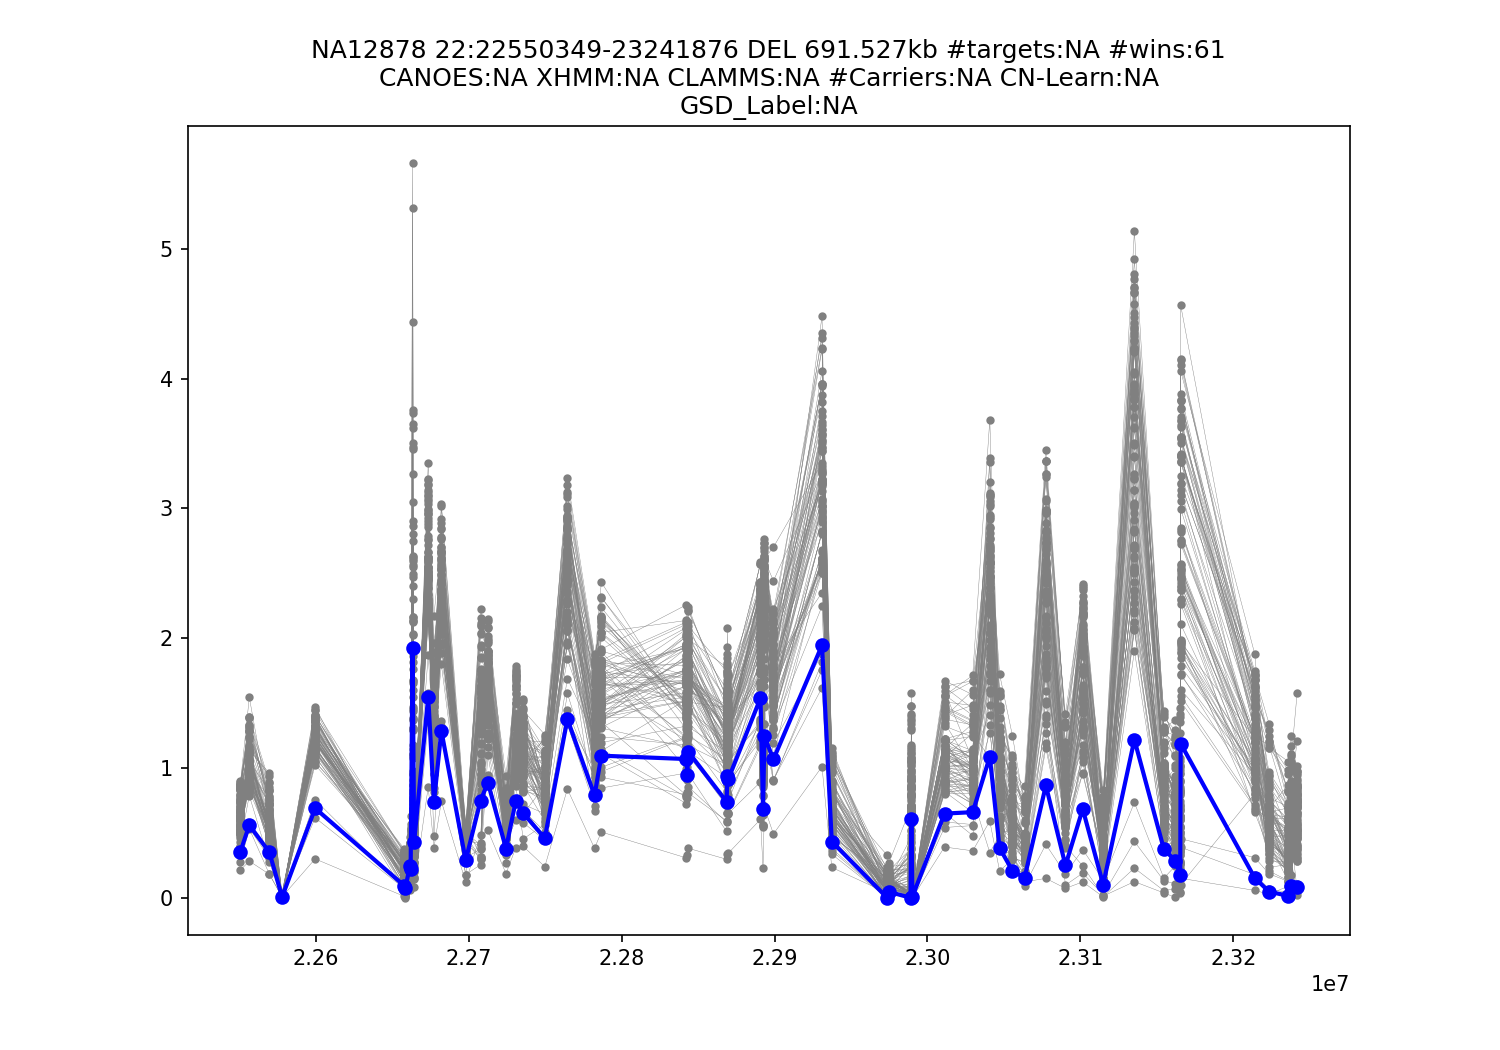 NA12878 22:22550349-23241876 DEL 691.527kb #targets:NA #wins:61
CANOES:NA XHMM:NA CLAMMS:NA #Carriers:NA CN-Learn:NA
GSD_Label:NA
5
4
3
2
1
0
2.26 2.27 2.28 2.29 2.30 2.31 2.32
1e7